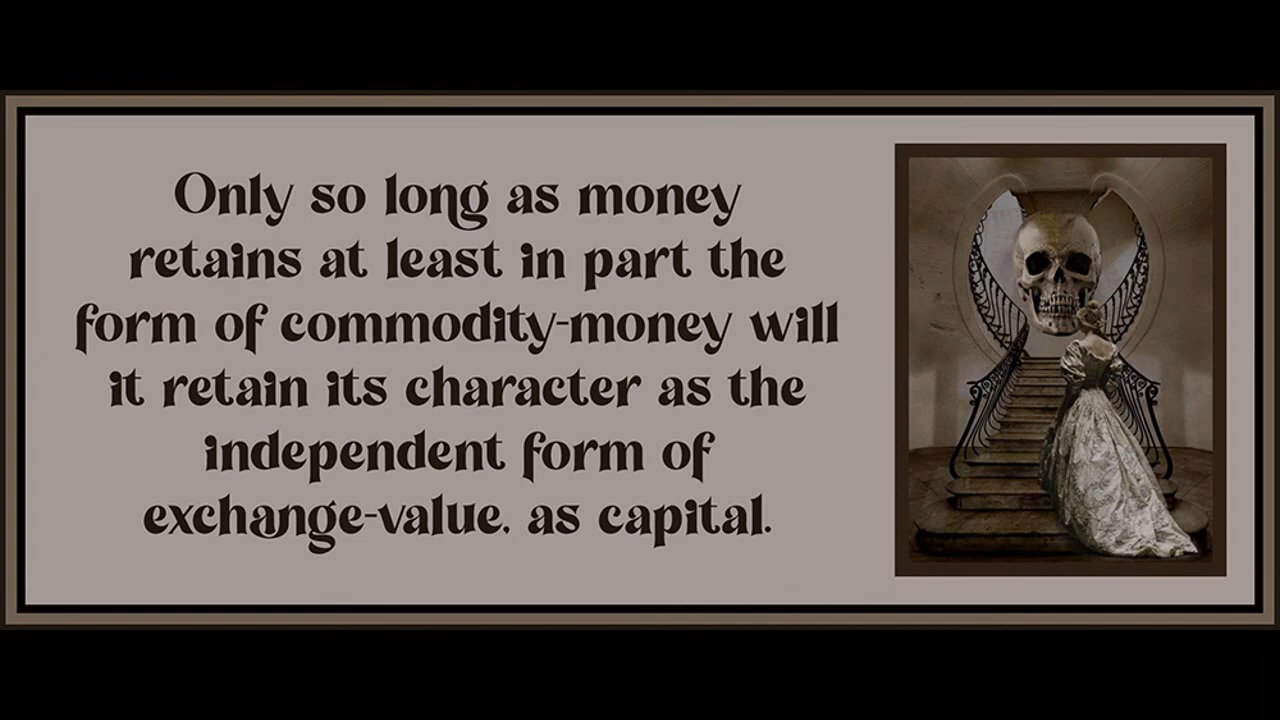 Only so long as money
retains at least in part the
form of commodity-money will
it retain its character as the
independent form of
exchange-value, as capital.